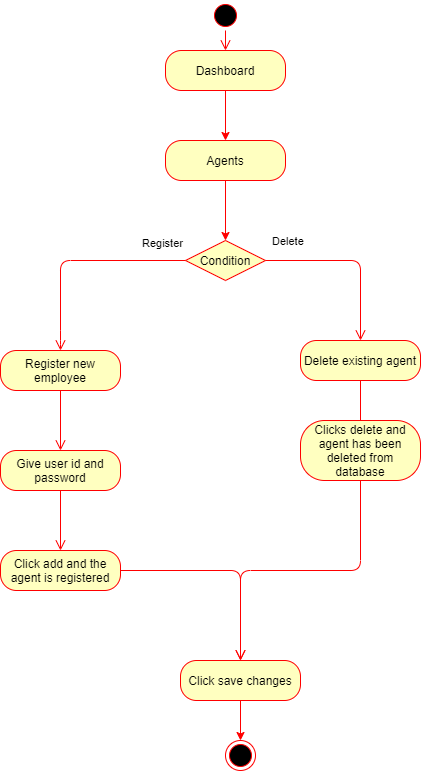 Dashboard
Agents
Register
Delete
Condition
Register new
employee
Delete existing agent
Give user id and
password
Clicks delete and
agent has been
deleted from
database
Click add and the
agent is registered
Click save changes